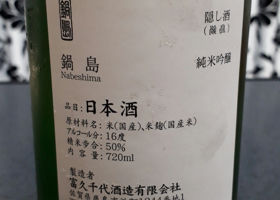 鍋島
隠し酒
鍋島
純米吟醸
Nabeshima
品目:日本酒
原材料名:米(国産)、米麹(国産米)
アルコール分:16度
精米歩合:50%
内容量:720ml
製造者
富久千代酒造有限会社